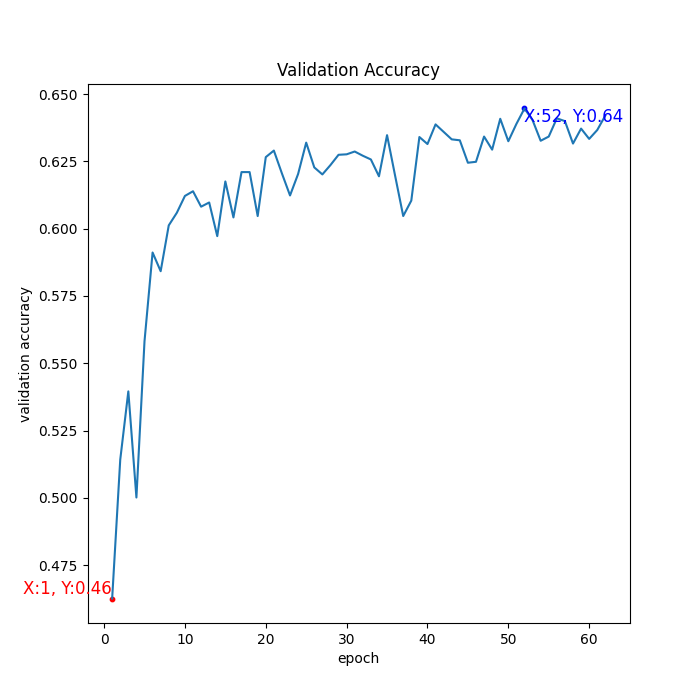 Validation Accuracy
validation accuracy
0.650
0.625
0.600
0.575
0.550
0.525
0.500
0.475
X:52, Y:0.64
X:1, Y:0.46
0 10 20 30 40 50 60
epoch